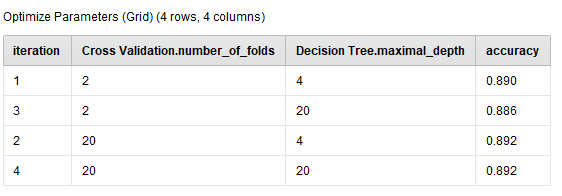 Optimize Parameters (Grid) (4 rows, 4 columns)
iteration Cross Validation.number_of_folds Decision Tree.maximal_depth accuracy
1 2 4 0.890
3 2 20 0.886
2 20 4 0.892
4 20 20 0.892